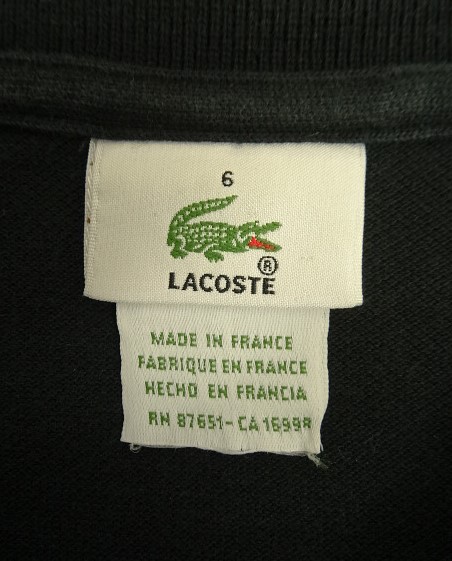 6
LACOSTE
®
MADE IN FRANCE
FABRIQUE EN FRANCE
HECHO EN FRANCIA
RN 87651-CA 16998